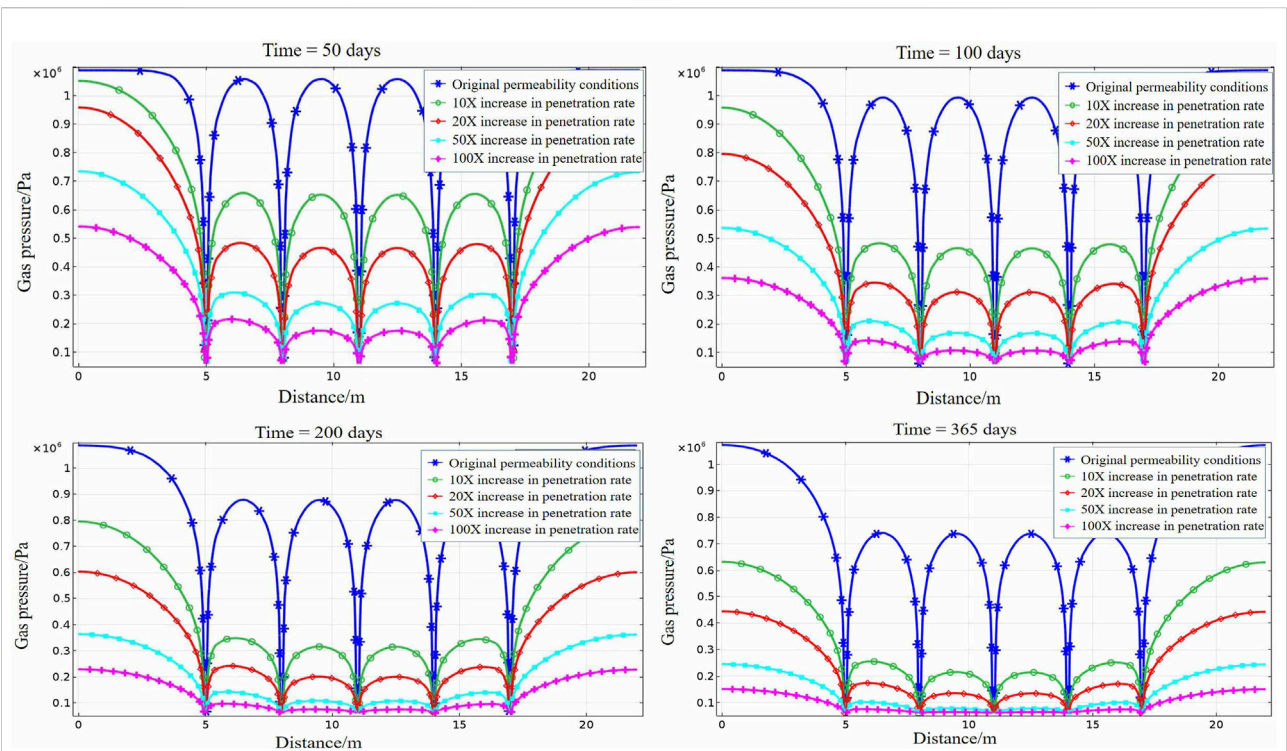 Time = 50 days
×10⁶
1
0.9
0.8
0.7
0.6
0.5
0.4
0.3
0.2
0.1
Gas pressure/Pa
Original permeability conditions
10X increase in penetration rate
20X increase in penetration rate
50X increase in penetration rate
100X increase in penetration rate
0 5 10 15 20
Distance/m
Time = 100 days
×10⁶
1
0.9
0.8
0.7
0.6
0.5
0.4
0.3
0.2
0.1
Gas pressure/Pa
Original permeability conditions
10X increase in penetration rate
20X increase in penetration rate
50X increase in penetration rate
100X increase in penetration rate
0 5 10 15 20
Distance/m
Time = 200 days
×10⁶
1
0.9
0.8
0.7
0.6
0.5
0.4
0.3
0.2
0.1
Gas pressure/Pa
Original permeability conditions
10X increase in penetration rate
20X increase in penetration rate
50X increase in penetration rate
100X increase in penetration rate
0 5 10 15 20
Distance/m
Time = 365 days
×10⁶
1
0.9
0.8
0.7
0.6
0.5
0.4
0.3
0.2
0.1
Gas pressure/Pa
Original permeability conditions
10X increase in penetration rate
20X increase in penetration rate
50X increase in penetration rate
100X increase in penetration rate
0 5 10 15 20
Distance/m